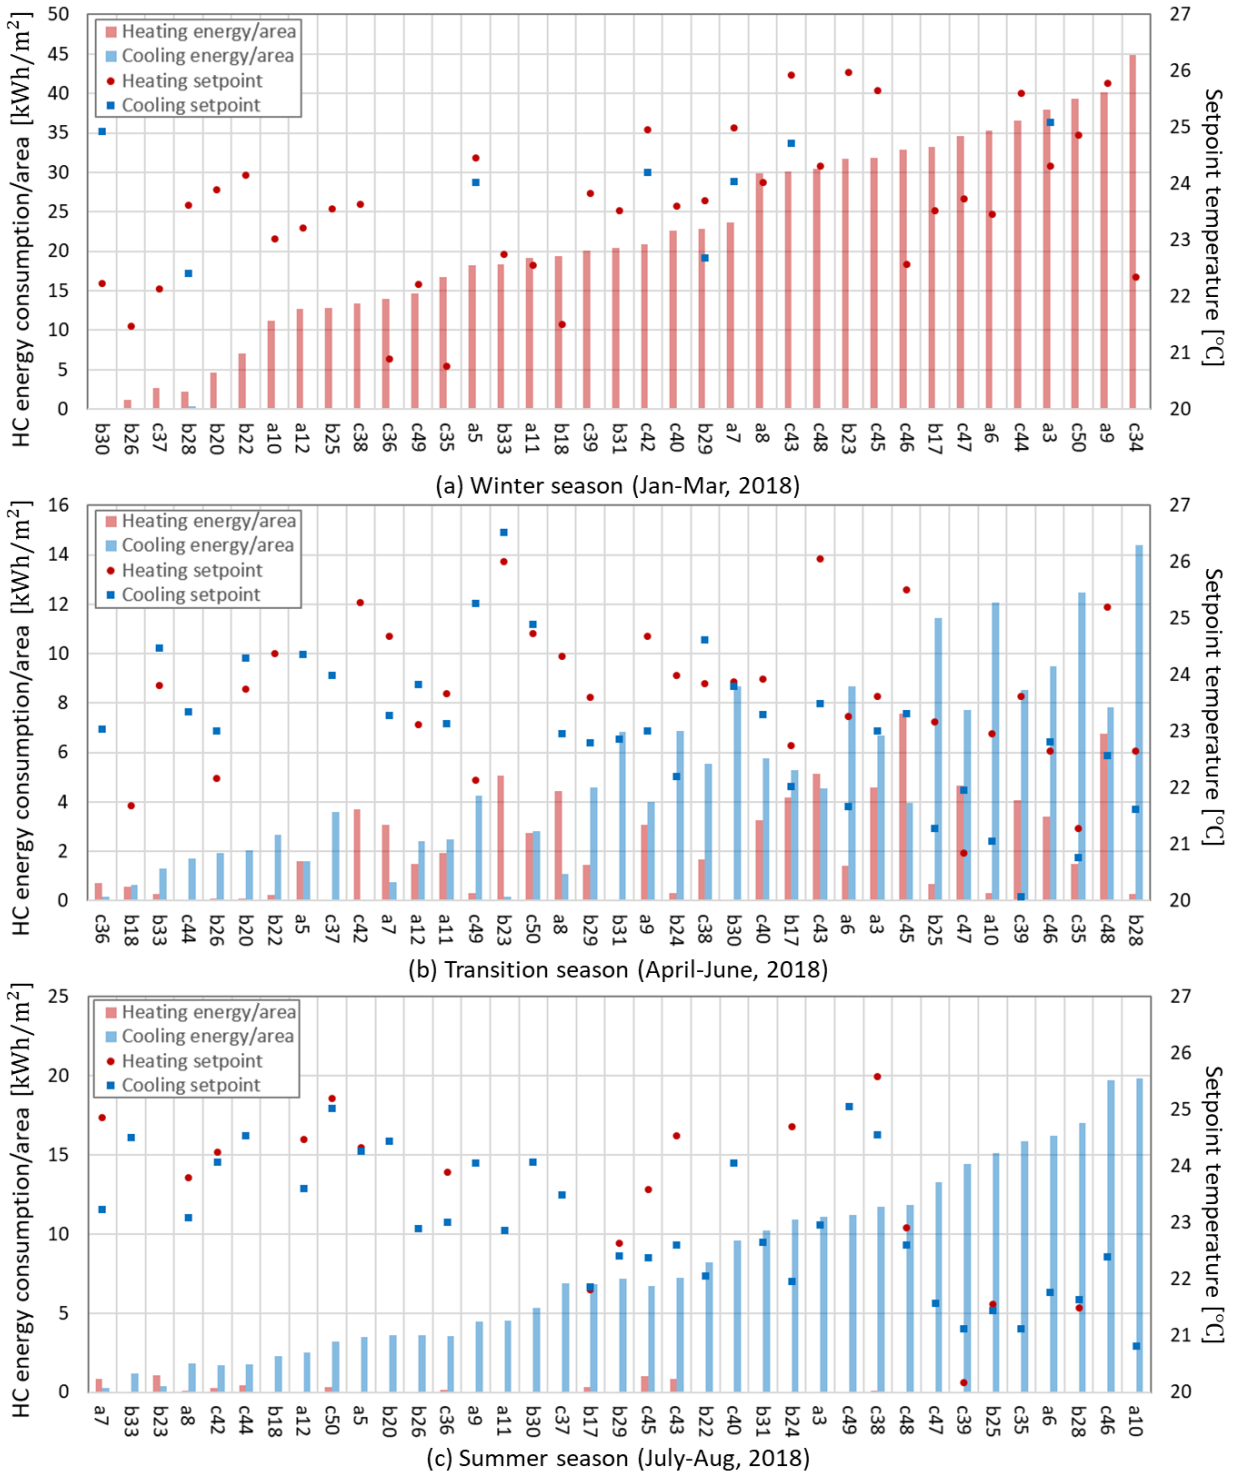 50
45
40
35
30
25
20
15
10
5
0
HC energy consumption/area [kWh/m²]
Heating energy/area
Cooling energy/area
Heating setpoint
Cooling setpoint
27
26
25
24
23
22
21
20
Setpoint temperature [°C]
b30 b26 c37 b28 b20 b22 a10 a12 b25 c38 c36 c49 c35 a5 b33 a11 b18 c39 b31 c42 c40 b29 a7 a8 c43 c48 b23 c45 c46 b17 c47 a6 c44 a3 c50 a9 c34
(a) Winter season (Jan-Mar, 2018)
16
14
12
10
8
6
4
2
0
HC energy consumption/area [kWh/m²]
Heating energy/area
Cooling energy/area
Heating setpoint
Cooling setpoint
27
26
25
24
23
22
21
20
Setpoint temperature [°C]
c36 b18 b33 c44 b26 b20 b22 a5 c37 c42 a7 a12 a11 c49 b23 c50 a8 b29 b31 a9 b24 c38 b30 c40 b17 c43 a6 a3 c45 b25 c47 a10 c39 c46 c35 c48 b28
(b) Transition season (April-June, 2018)
25
20
15
10
5
0
HC energy consumption/area [kWh/m²]
Heating energy/area
Cooling energy/area
Heating setpoint
Cooling setpoint
27
26
25
24
23
22
21
20
Setpoint temperature [°C]
a7 b33 b23 a8 c42 c44 b18 a12 c50 a5 b20 b26 c36 a9 a11 b30 c37 b17 b29 c45 c43 b22 c40 b31 b24 a3 c49 c38 c48 c47 c39 b25 c35 a6 b28 c46 a10
(c) Summer season (July-Aug, 2018)